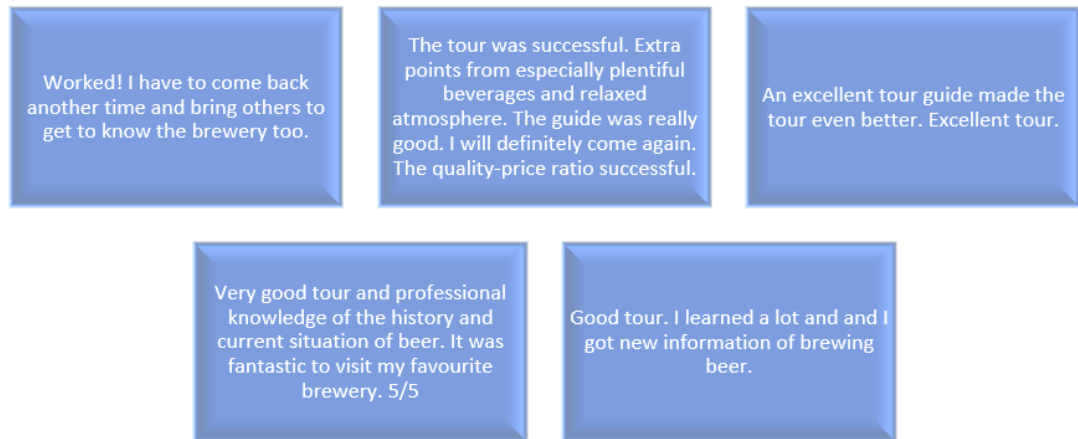 Worked! I have to come back
another time and bring others to
get to know the brewery too.
The tour was successful. Extra
points from especially plentiful
beverages and relaxed
atmosphere. The guide was really
good. I will definitely come again.
The quality-price ratio successful.
An excellent tour guide made the
tour even better. Excellent tour.
Very good tour and professional
knowledge of the history and
current situation of beer. It was
fantastic to visit my favourite
brewery. 5/5
Good tour. I learned a lot and and I
got new information of brewing
beer.